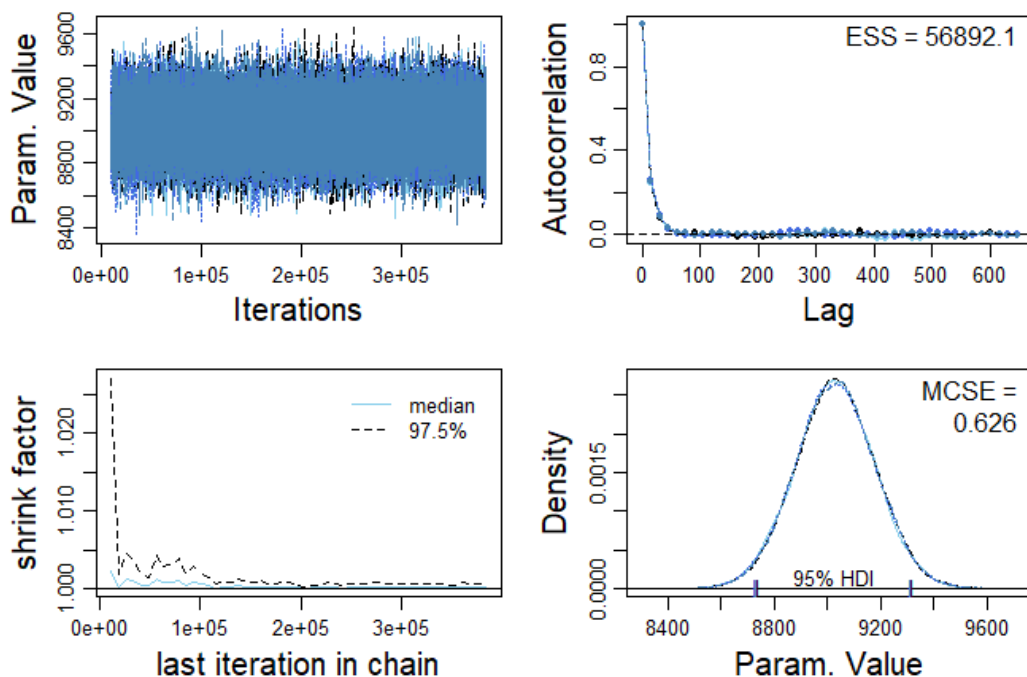 Param. Value
8400 8800 9200 9600
0e+00 1e+05 2e+05 3e+05
Iterations
Autocorrelation
0.0 0.4 0.8
ESS = 56892.1
0 100 200 300 400 500 600
Lag
shrink factor
1.000 1.010 1.020
median
97.5%
0e+00 1e+05 2e+05 3e+05
last iteration in chain
Density
0.0000 0.0015
MCSE =
0.626
95% HDI
8400 8800 9200 9600
Param. Value